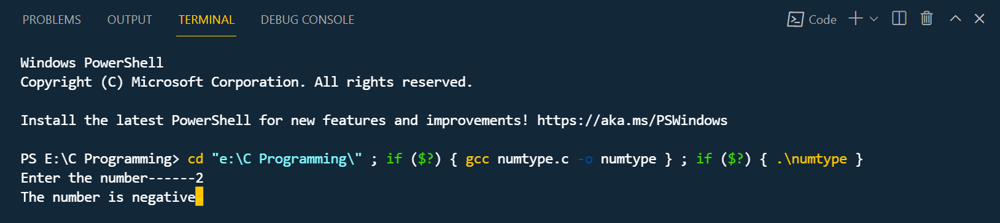 PROBLEMS OUTPUT TERMINAL DEBUG CONSOLE Code
Windows PowerShell
Copyright (C) Microsoft Corporation. All rights reserved.
Install the latest PowerShell for new features and improvements! https://aka.ms/PSWindows
PS E:\C Programming> cd "e:\C Programming\" ; if ($?) { gcc numtype.c -o numtype } ; if ($?) { .\numtype }
Enter the number------2
The number is negative